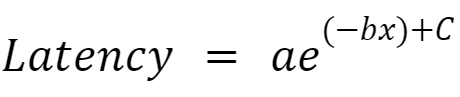 Latency = ae^{(-bx)+C}